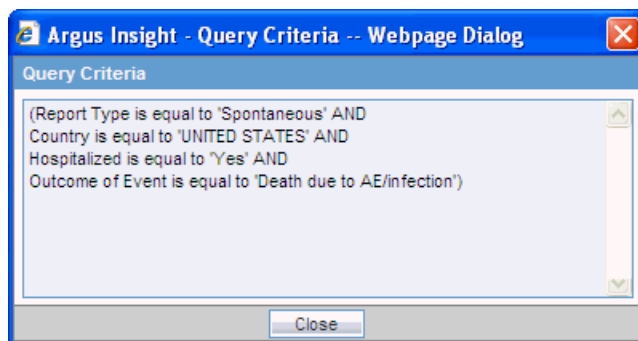 Argus Insight - Query Criteria -- Webpage Dialog
Query Criteria
(Report Type is equal to 'Spontaneous' AND
Country is equal to 'UNITED STATES' AND
Hospitalized is equal to 'Yes' AND
Outcome of Event is equal to 'Death due to AE/infection')
Close